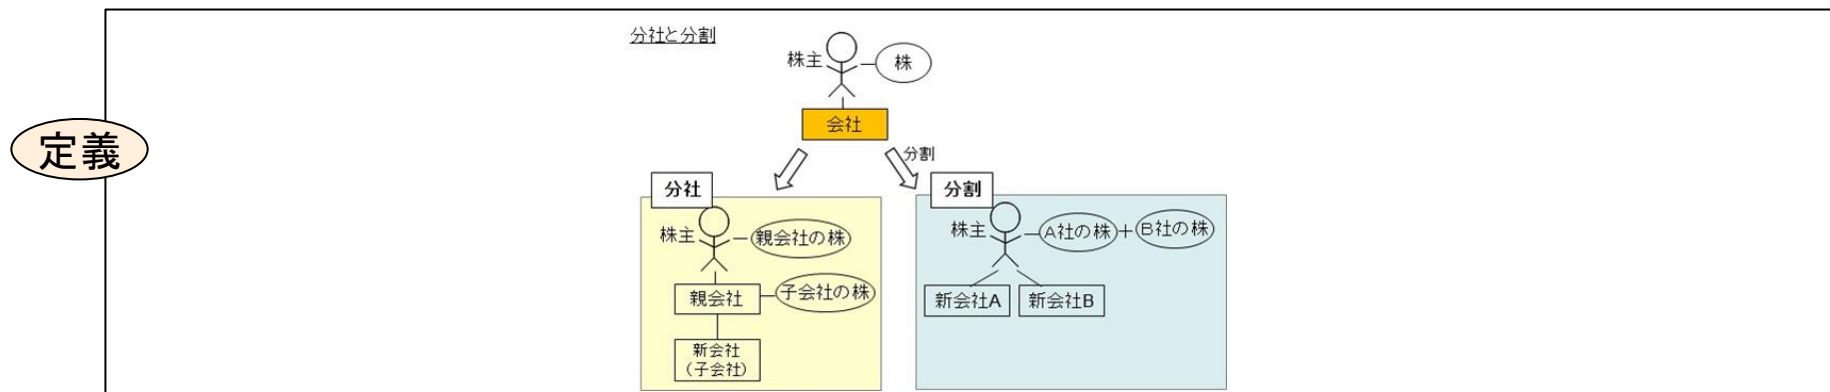 定義
分社と分割
株主
株
会社
分割
分社
株主
親会社の株
親会社
子会社の株
新会社
(子会社)
分割
株主
A社の株+B社の株
新会社A
新会社B